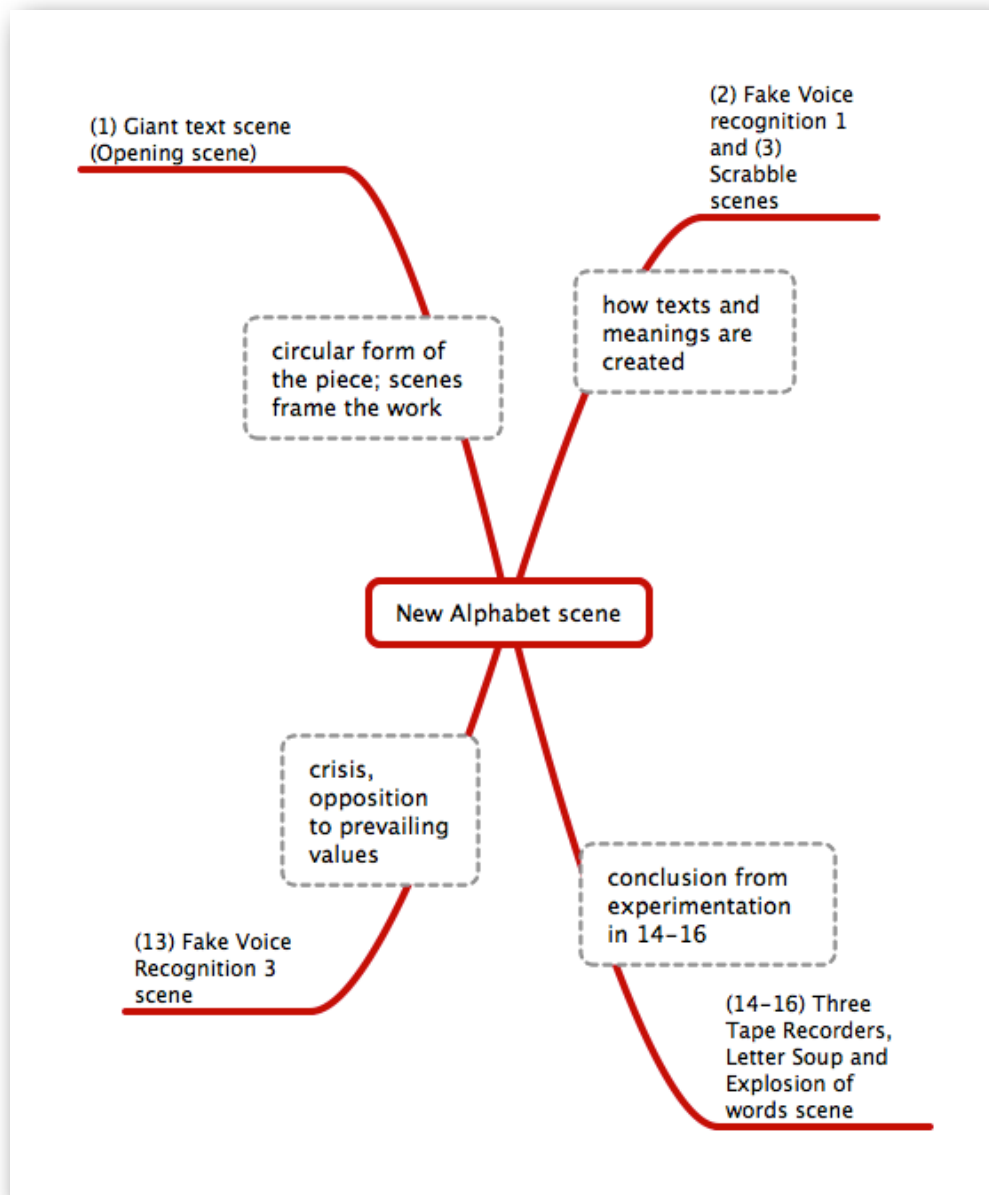 (1) Giant text scene
(Opening scene)
(2) Fake Voice
recognition 1
and (3)
Scrabble
scenes
circular form of
the piece; scenes
frame the work
how texts and
meanings are
created
New Alphabet scene
crisis,
opposition
to prevailing
values
conclusion from
experimentation
in 14–16
(13) Fake Voice
Recognition 3
scene
(14–16) Three
Tape Recorders,
Letter Soup and
Explosion of
words scene